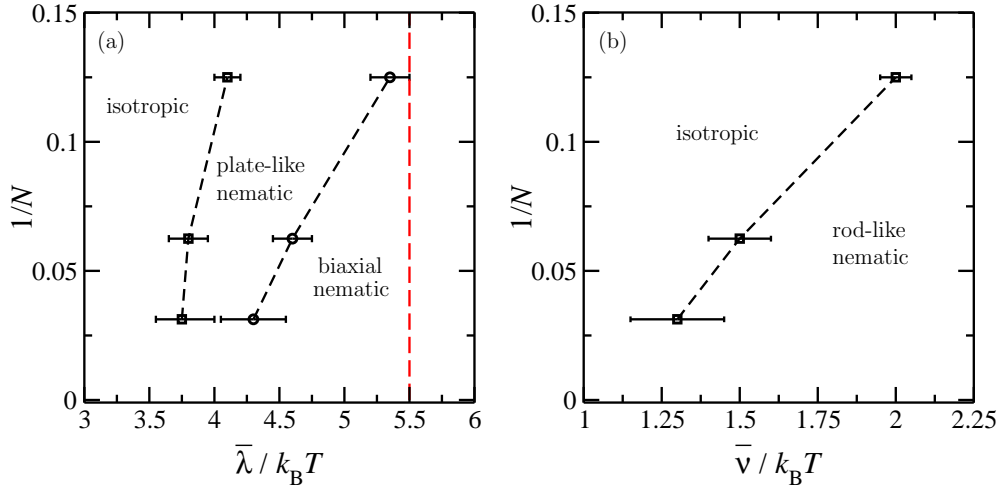 0.15
(a)
isotropic
0.1
plate-like
nematic
1/N
0.05
biaxial
nematic
0
3
3.5
4
4.5
5
5.5
6
λ̅ / k_BT
0.15
(b)
isotropic
0.1
1/N
rod-like
nematic
0.05
0
1
1.25
1.5
1.75
2
2.25
ν̅ / k_BT